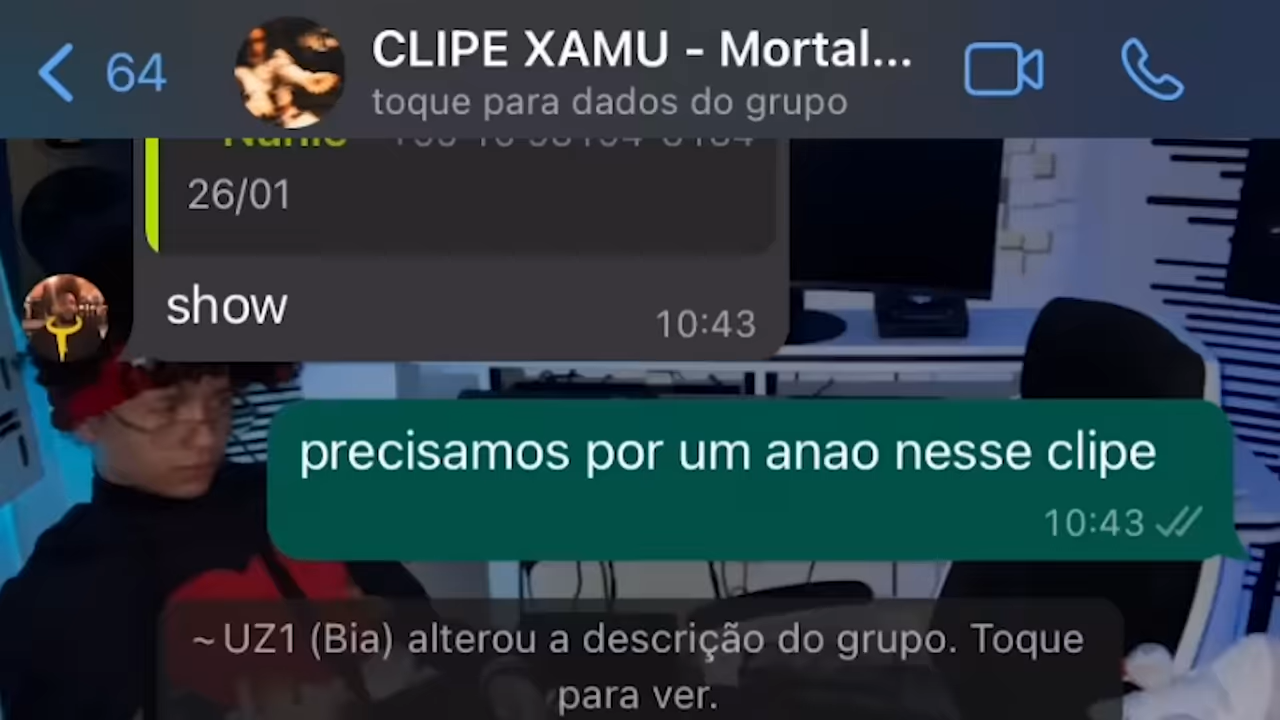 64
CLIPE XAMU - Mortal...
toque para dados do grupo
26/01
show
10:43
precisamos por um anao nesse clipe
10:43
~UZ1 (Bia) alterou a descrição do grupo. Toque
para ver.